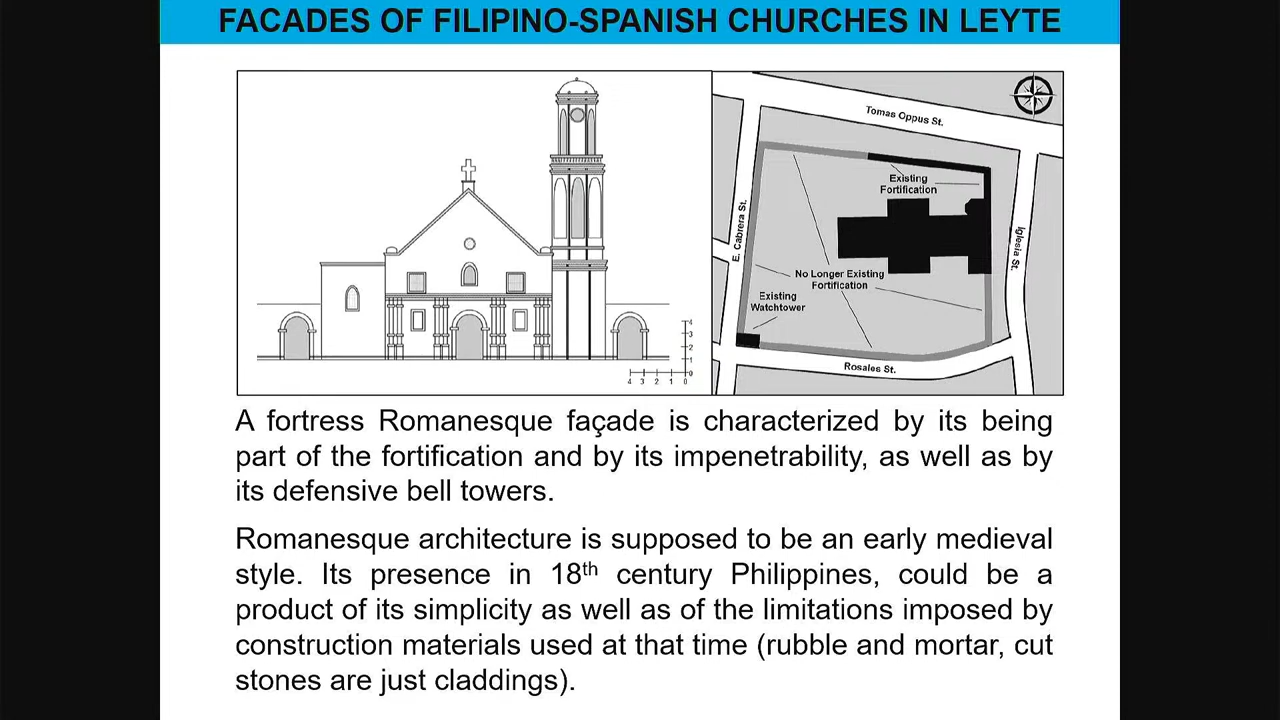 FACADES OF FILIPINO-SPANISH CHURCHES IN LEYTE
4
3
2
1
0
4 3 2 1 0
Tomas Oppus St.
Existing
Fortification
E. Cabrera St.
Iglesia St.
No Longer Existing
Fortification
Existing
Watchtower
Rosales St.
A fortress Romanesque façade is characterized by its being
part of the fortification and by its impenetrability, as well as by
its defensive bell towers.
Romanesque architecture is supposed to be an early medieval
style. Its presence in 18th century Philippines, could be a
product of its simplicity as well as of the limitations imposed by
construction materials used at that time (rubble and mortar, cut
stones are just claddings).